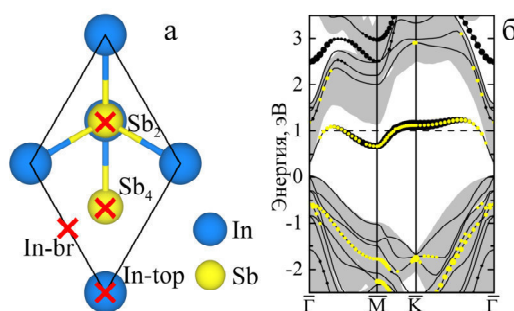 а
Sb2
Sb4
In-br
In-top
In
Sb
б
Энергия, эВ
3
2
1
0
-1
-2
Γ̅
M̅
K̅
Γ̅